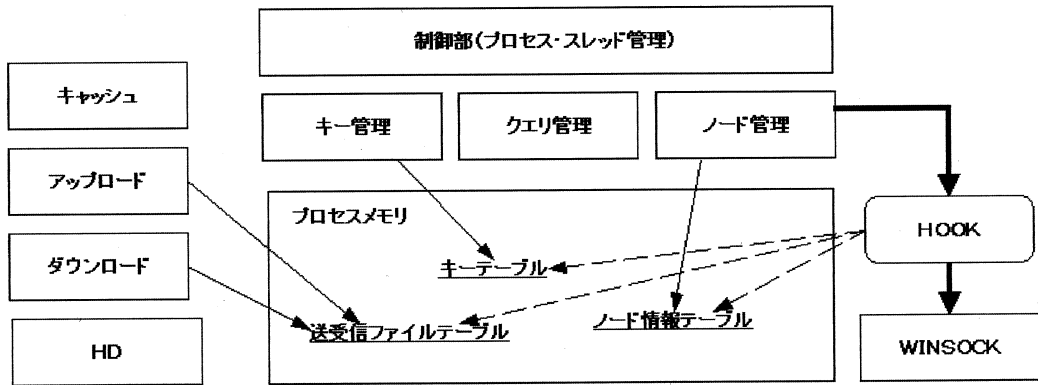 制御部(プロセス・スレッド管理)
キャッシュ
キー管理
クエリ管理
ノード管理
アップロード
プロセスメモリ
HOOK
ダウンロード
キーテーブル
送受信ファイルテーブル
ノード情報テーブル
HD
WINSOCK